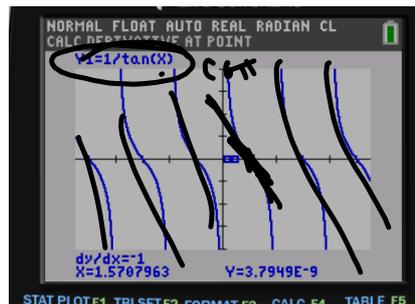 NORMAL FLOAT AUTO REAL RADIAN CL
CALC DERIVATIVE AT POINT
Y1=1/tan(X)
dy/dx=-1
X=1.5707963 Y=3.7949E-9
STAT PLOT F1 TBLSET F2 FORMAT F3 CALC F4 TABLE F5